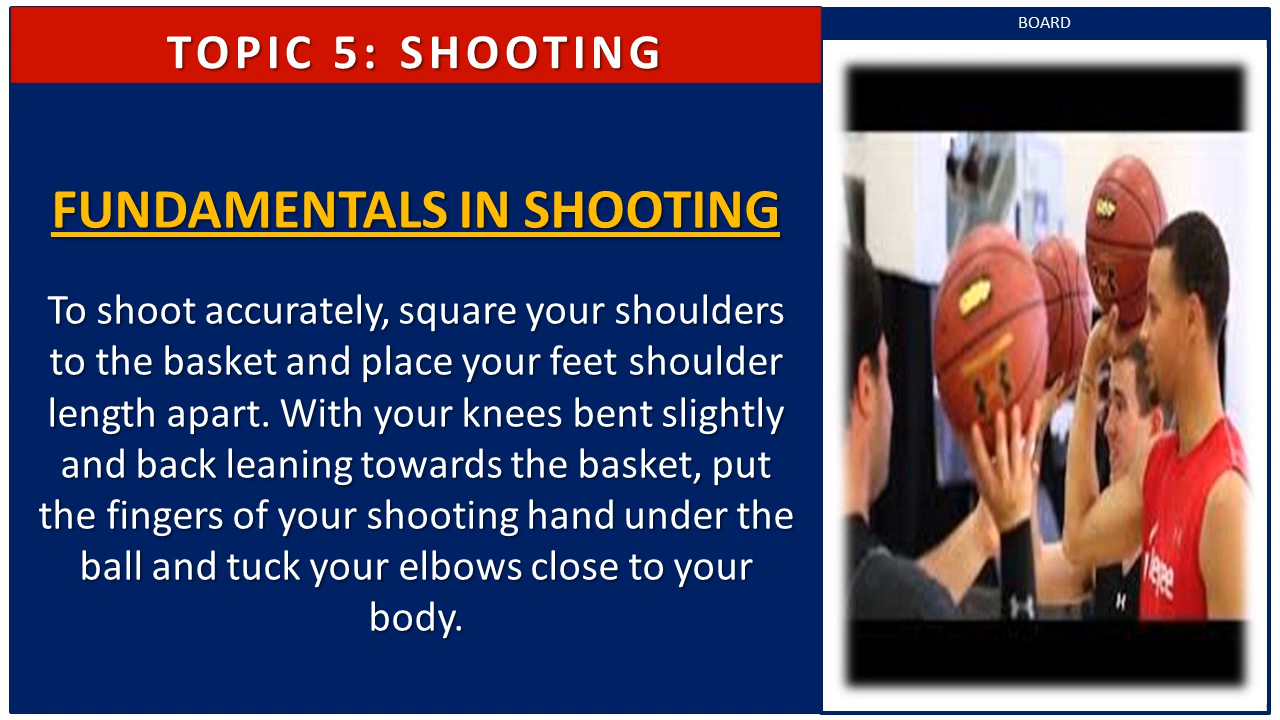 TOPIC 5: SHOOTING
BOARD
FUNDAMENTALS IN SHOOTING
To shoot accurately, square your shoulders
to the basket and place your feet shoulder
length apart. With your knees bent slightly
and back leaning towards the basket, put
the fingers of your shooting hand under the
ball and tuck your elbows close to your
body.